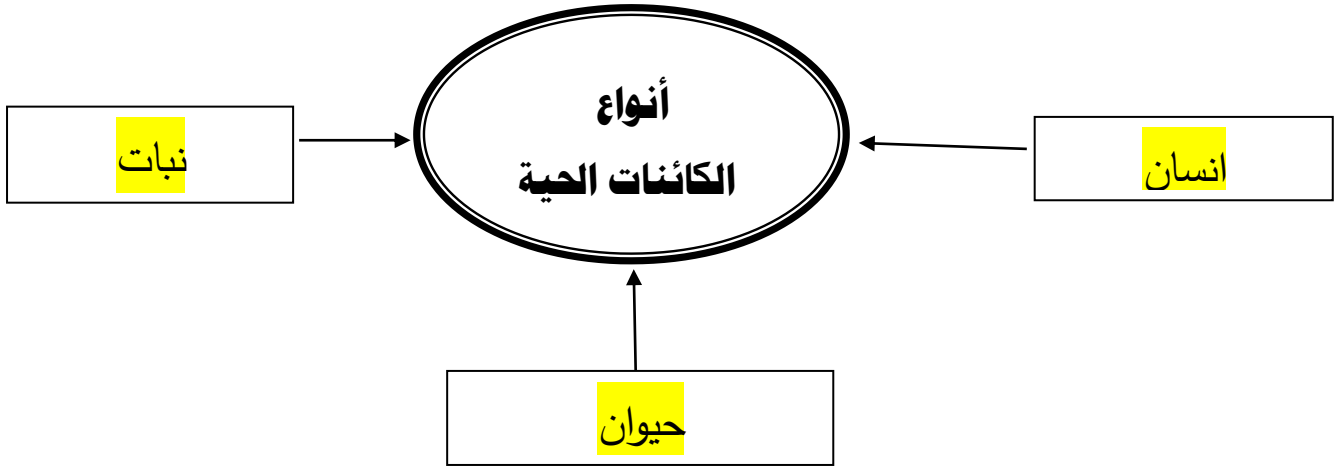 أنواع
الكائنات الحية
انسان
نبات
حيوان